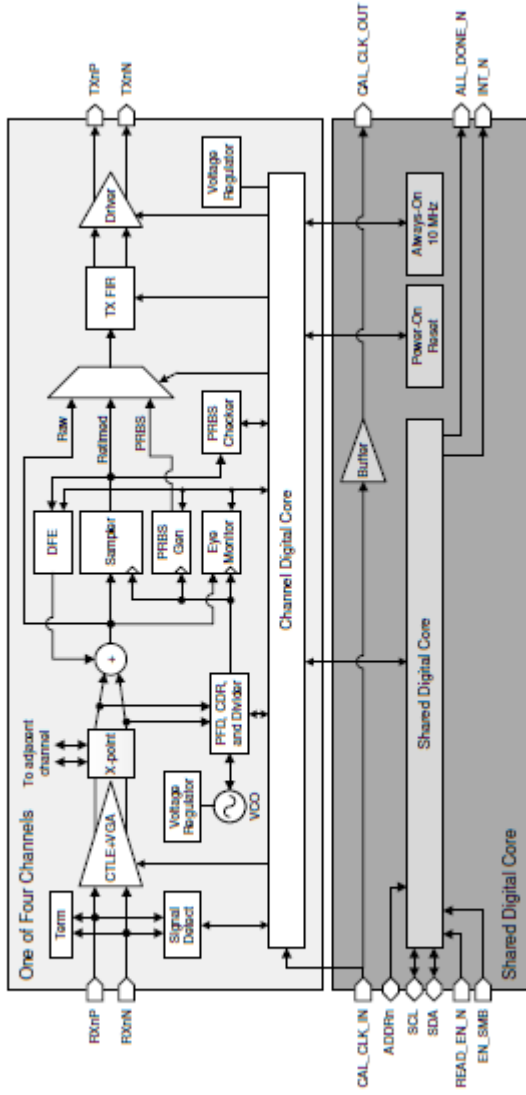 One of Four Channels
To adjacent
channel
RXnP
RXnN
Term
Signal
Detect
CTLE+VGA
X-point
Voltage
Regulator
VCO
PFD, CDR,
and Divider
+
DFE
Sampler
PRBS
Gen
Eye
Monitor
PRBS
Checker
Raw
Retimed
PRBS
TX FIR
Driver
Voltage
Regulator
TXnP
TXnN
Channel Digital Core
CAL_CLK_IN
ADDRn
SCL
SDA
READ_EN_N
EN_SMB
Buffer
Shared Digital Core
Power-On
Reset
Always-On
10 MHz
CAL_CLK_OUT
ALL_DONE_N
INT_N
Shared Digital Core